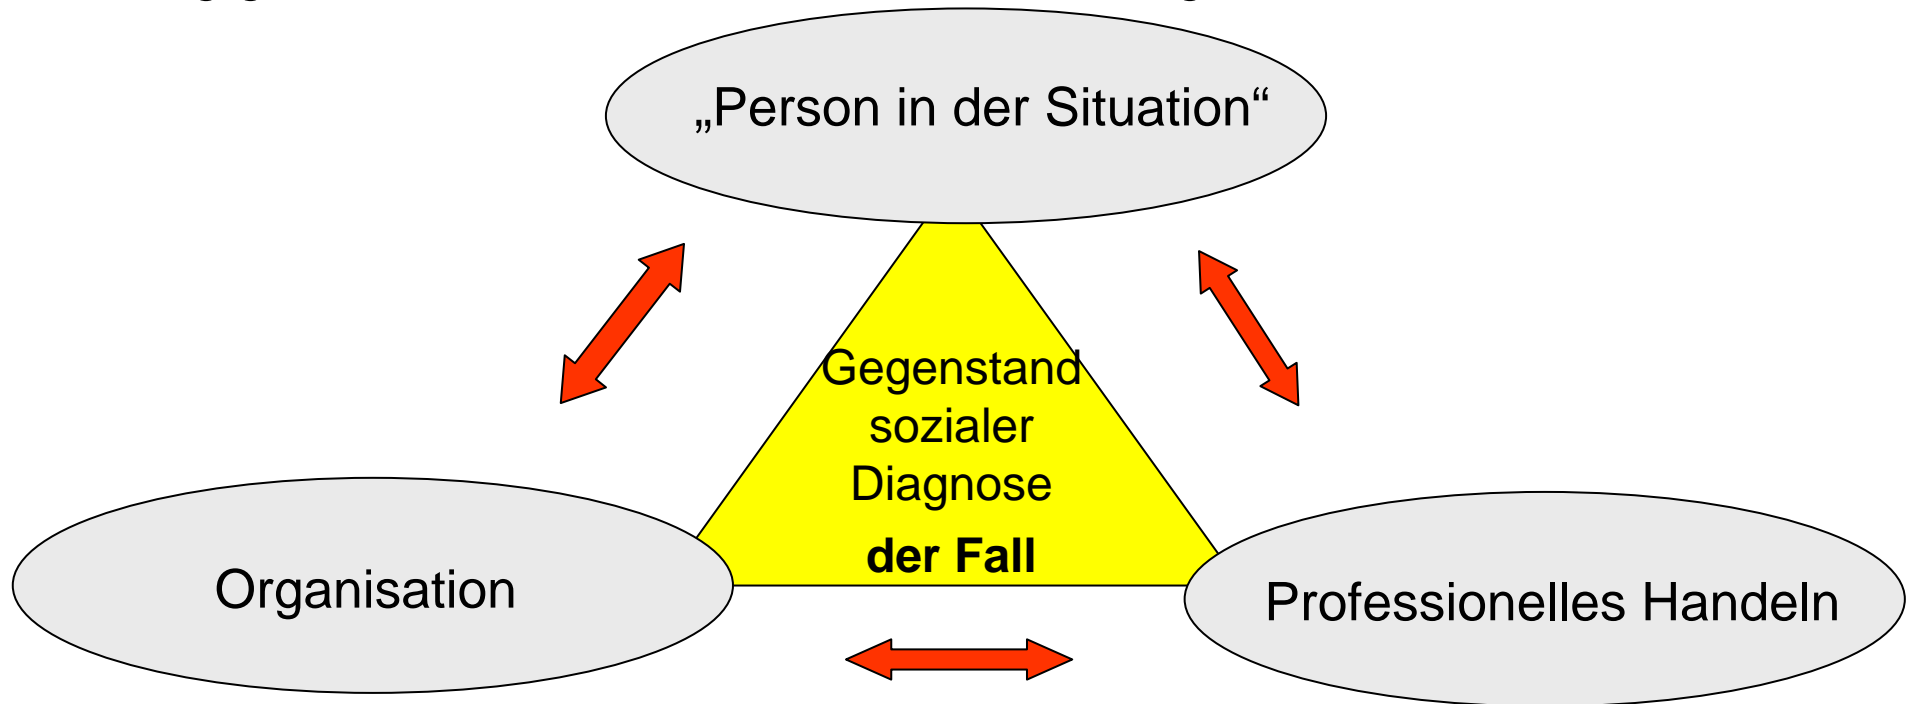 „Person in der Situation“
Gegenstand
sozialer
Diagnose
der Fall
Organisation
Professionelles Handeln